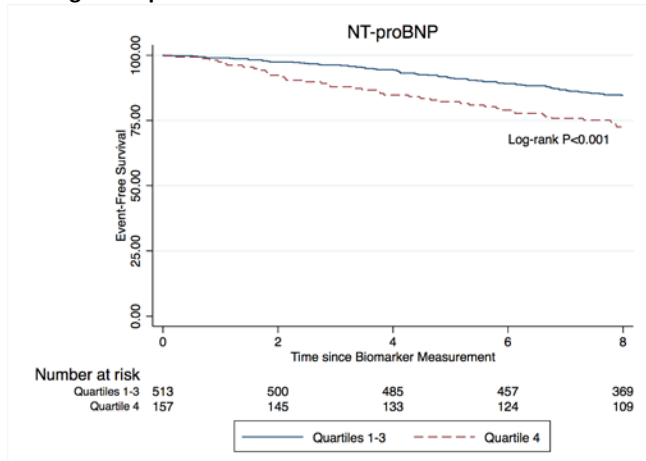 NT-proBNP
100.00
75.00
50.00
25.00
0.00
Event-Free Survival
Log-rank P<0.001
0 2 4 6 8
Time since Biomarker Measurement
Number at risk
Quartiles 1-3 513 500 485 457 369
Quartile 4 157 145 133 124 109
Quartiles 1-3 Quartile 4